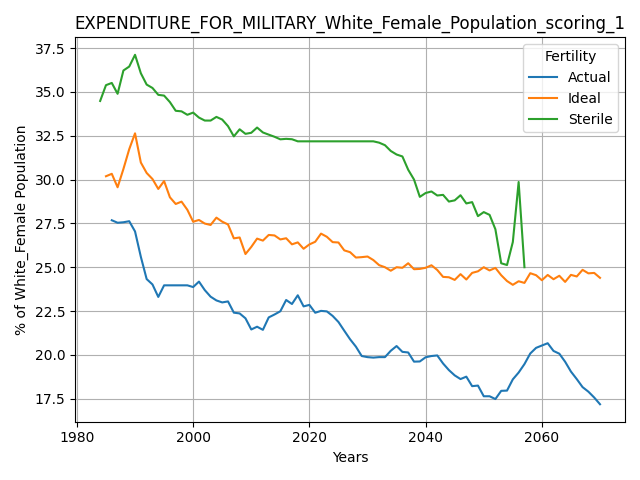 EXPENDITURE_FOR_MILITARY_White_Female_Population_scoring_1
Fertility
Actual
Ideal
Sterile
% of White_Female Population
37.5
35.0
32.5
30.0
27.5
25.0
22.5
20.0
17.5
1980
2000
2020
2040
2060
Years